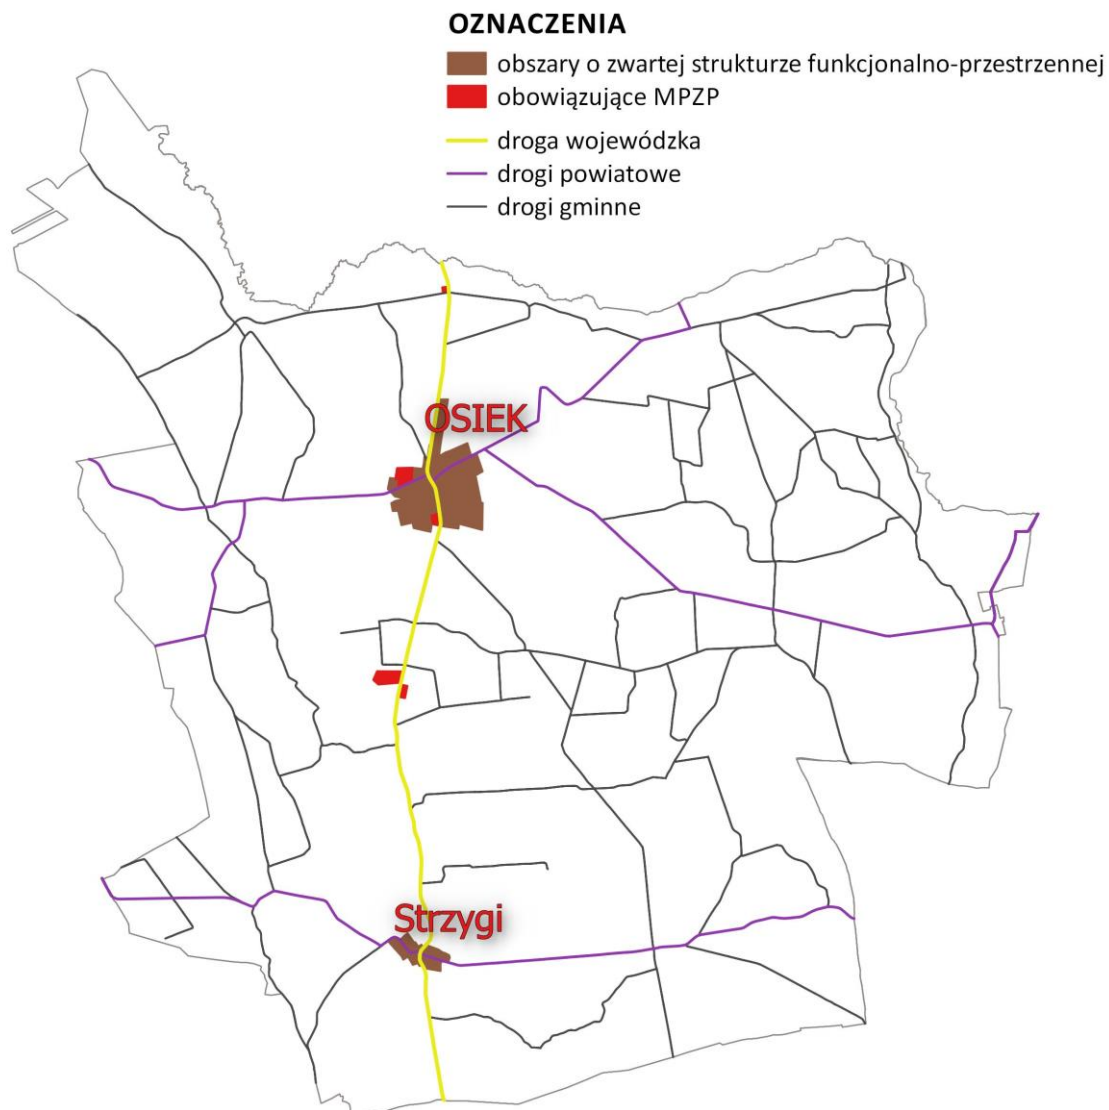 OZNACZENIA
obszary o zwartej strukturze funkcjonalno-przestrzennej
obowiązujące MPZP
droga wojewódzka
drogi powiatowe
drogi gminne
OSIEK
Strzygi